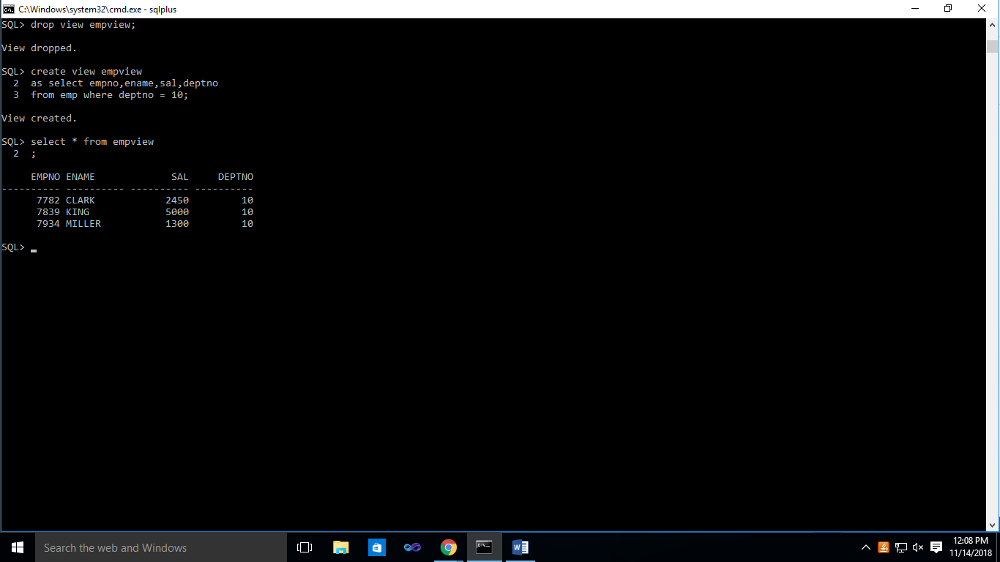 C:\Windows\system32\cmd.exe - sqlplus
SQL> drop view empview;
View dropped.
SQL> create view empview
2 as select empno,ename,sal,deptno
3 from emp where deptno = 10;
View created.
SQL> select * from empview
2 ;
EMPNO ENAME SAL DEPTNO
---------- ---------- ---------- ----------
7782 CLARK 2450 10
7839 KING 5000 10
7934 MILLER 1300 10
SQL>
Search the web and Windows
12:08 PM
11/14/2018